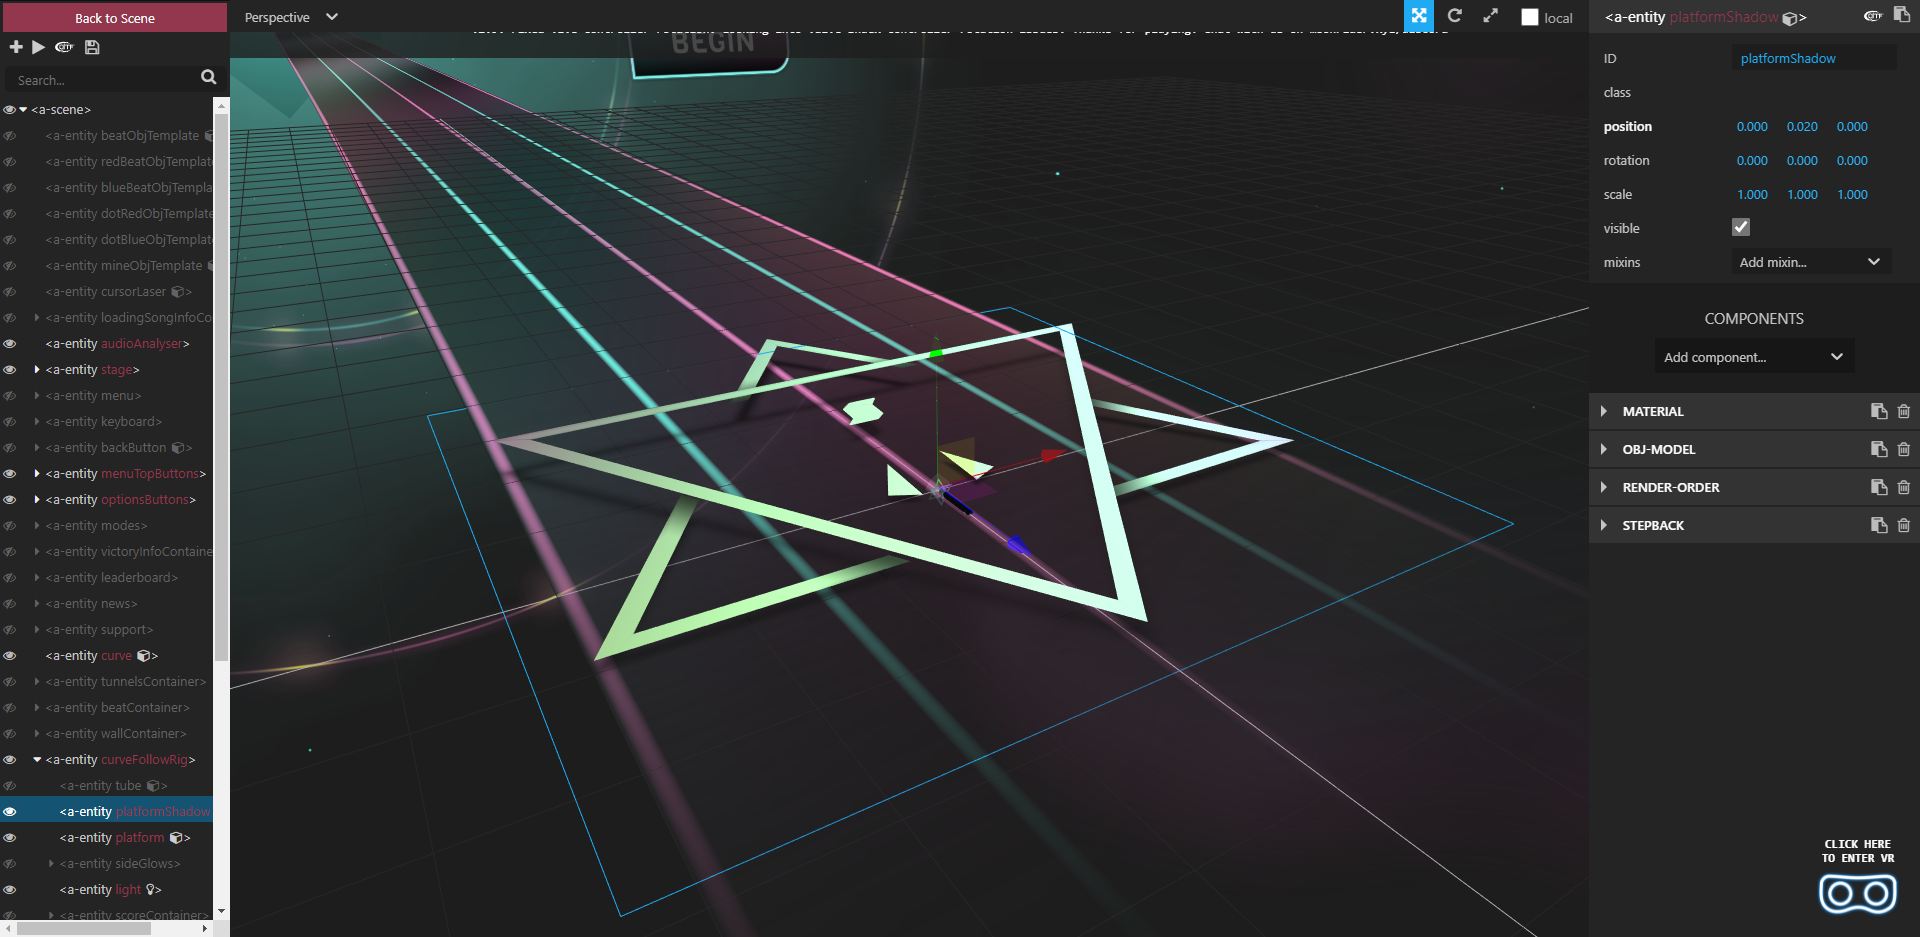 Back to Scene
Perspective
local
BEGIN
Search...
<a-scene>
<a-entity beatObjTemplate
<a-entity redBeatObjTemplate
<a-entity blueBeatObjTempla
<a-entity dotRedObjTemplate
<a-entity dotBlueObjTemplat
<a-entity mineObjTemplate
<a-entity cursorLaser >
<a-entity loadingSongInfoCo
<a-entity audioAnalyser>
<a-entity stage>
<a-entity menu>
<a-entity keyboard>
<a-entity backButton >
<a-entity menuTopButtons>
<a-entity optionsButtons>
<a-entity modes>
<a-entity victoryInfoContaine
<a-entity leaderboard>
<a-entity news>
<a-entity support>
<a-entity curve >
<a-entity tunnelsContainer>
<a-entity beatContainer>
<a-entity wallContainer>
<a-entity curveFollowRig>
<a-entity tube >
<a-entity platformShadow
<a-entity platform >
<a-entity sideGlows>
<a-entity light >
<a-entity scoreContainer>
<a-entity platformShadow >
ID platformShadow
class
position 0.000 0.020 0.000
rotation 0.000 0.000 0.000
scale 1.000 1.000 1.000
visible
mixins Add mixin...
COMPONENTS
Add component...
MATERIAL
OBJ-MODEL
RENDER-ORDER
STEPBACK
CLICK HERE
TO ENTER VR